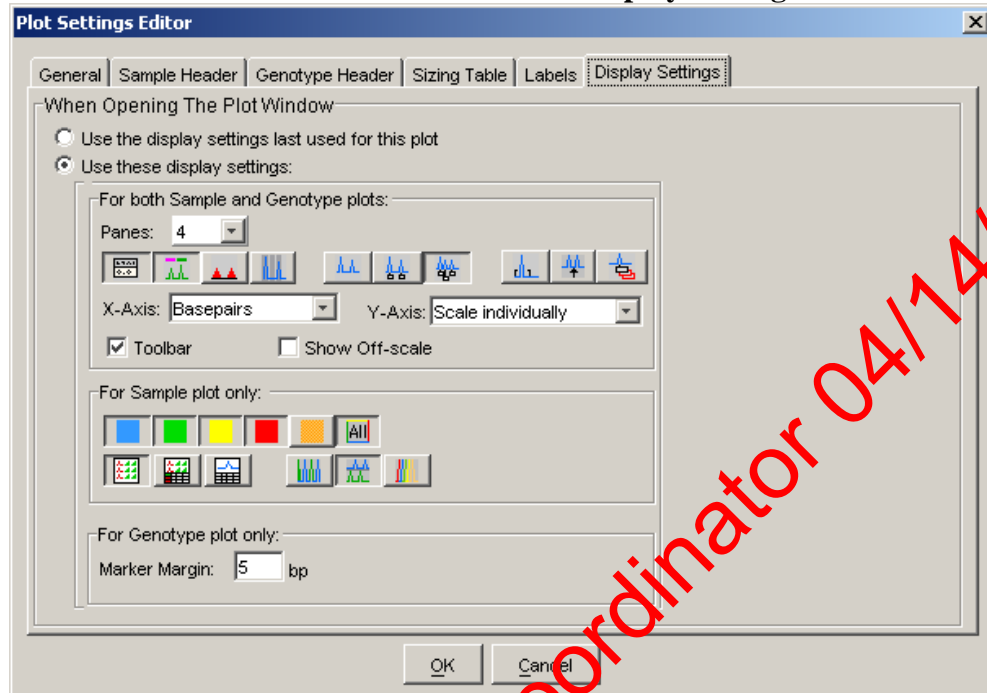 Plot Settings Editor
General Sample Header Genotype Header Sizing Table Labels Display Settings
When Opening The Plot Window
Use the display settings last used for this plot
Use these display settings:
For both Sample and Genotype plots:
Panes: 4
X-Axis: Basepairs Y-Axis: Scale individually
Toolbar Show Off-scale
For Sample plot only:
All
For Genotype plot only:
Marker Margin: 5 bp
OK Cancel